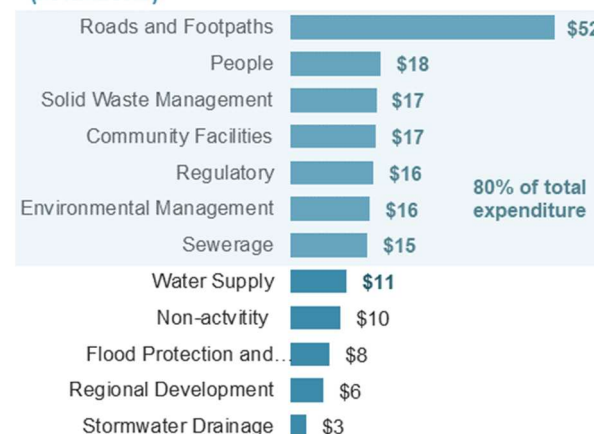 Roads and Footpaths $52
People $18
Solid Waste Management $17
Community Facilities $17
Regulatory $16
80% of total
Environmental Management $16
expenditure
Sewerage $15
Water Supply $11
Non-actvitity $10
Flood Protection and... $8
Regional Development $6
Stormwater Drainage $3